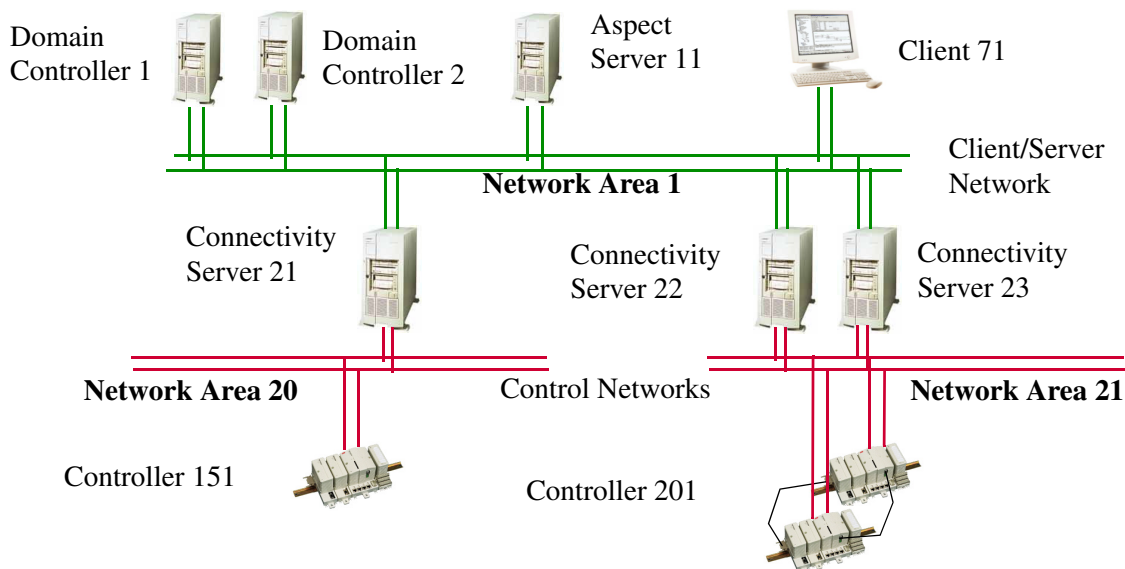 Domain
Controller 1
Domain
Controller 2
Aspect
Server 11
Client 71
Client/Server
Network
Network Area 1
Connectivity
Server 21
Connectivity
Server 22
Connectivity
Server 23
Network Area 20
Control Networks
Network Area 21
Controller 151
Controller 201